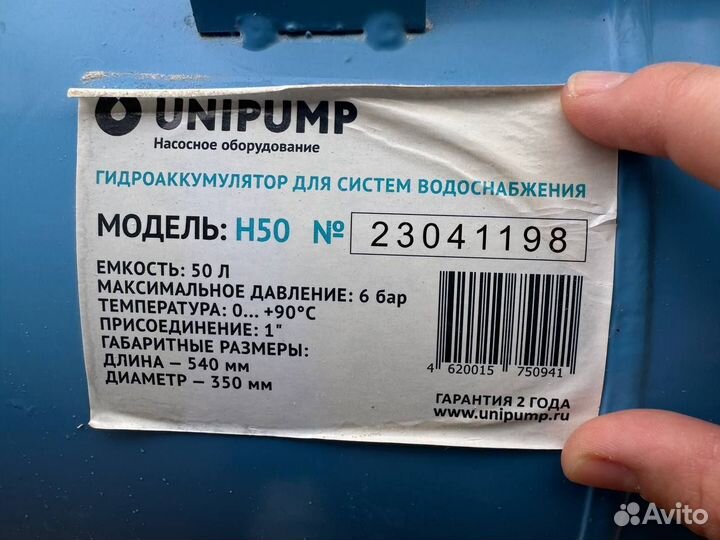 UNIPUMP
Насосное оборудование
ГИДРОАККУМУЛЯТОР ДЛЯ СИСТЕМ ВОДОСНАБЖЕНИЯ
МОДЕЛЬ: H50 № 23041198
ЕМКОСТЬ: 50 Л
МАКСИМАЛЬНОЕ ДАВЛЕНИЕ: 6 бар
ТЕМПЕРАТУРА: 0... +90°С
ПРИСОЕДИНЕНИЕ: 1"
ГАБАРИТНЫЕ РАЗМЕРЫ:
ДЛИНА — 540 мм
ДИАМЕТР — 350 мм
4 620015 750941
ГАРАНТИЯ 2 ГОДА
www.unipump.ru
Avito